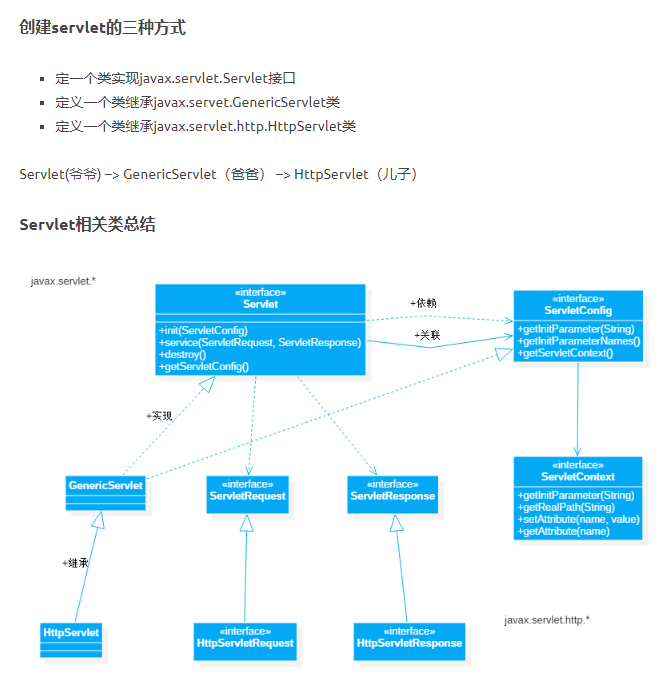 创建servlet的三种方式
定一个类实现javax.servlet.Servlet接口
定义一个类继承javax.servet.GenericServlet类
定义一个类继承javax.servlet.http.HttpServlet类
Servlet(爷爷) –> GenericServlet（爸爸） –> HttpServlet（儿子）
Servlet相关类总结
javax.servlet.*
«interface»
Servlet
+init(ServletConfig)
+service(ServletRequest, ServletResponse)
+destroy()
+getServletConfig()
+依赖
+关联
«interface»
ServletConfig
+getInitParameter(String)
+getInitParameterNames()
+getServletContext()
+实现
GenericServlet
«interface»
ServletRequest
«interface»
ServletResponse
«interface»
ServletContext
+getInitParameter(String)
+getRealPath(String)
+setAttribute(name, value)
+getAttribute(name)
+继承
HttpServlet
«interface»
HttpServletRequest
«interface»
HttpServletResponse
javax.servlet.http.*